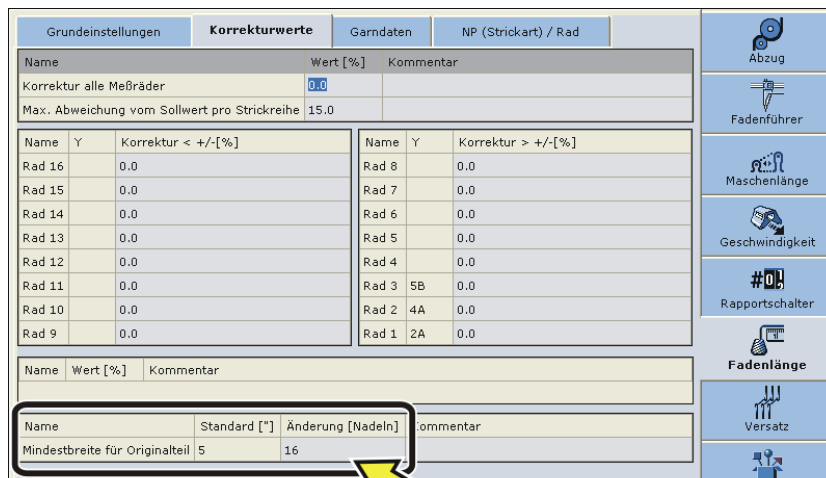 Grundeinstellungen Korrekturwerte Garndaten NP (Strickart) / Rad
Name Wert [%] Kommentar
Korrektur alle Meßräder 0.0
Max. Abweichung vom Sollwert pro Strickreihe 15.0
Name Y Korrektur < +/-[%] Name Y Korrektur > +/-[%]
Rad 16 0.0 Rad 8 0.0
Rad 15 0.0 Rad 7 0.0
Rad 14 0.0 Rad 6 0.0
Rad 13 0.0 Rad 5 0.0
Rad 12 0.0 Rad 4 0.0
Rad 11 0.0 Rad 3 5B 0.0
Rad 10 0.0 Rad 2 4A 0.0
Rad 9 0.0 Rad 1 2A 0.0
Name Wert [%] Kommentar
Name Standard ["] Änderung [Nadeln] Kommentar
Mindestbreite für Originalteil 5 16
Abzug
Fadenführer
Maschenlänge
Geschwindigkeit
#0
Rapportschalter
Fadenlänge
Versatz